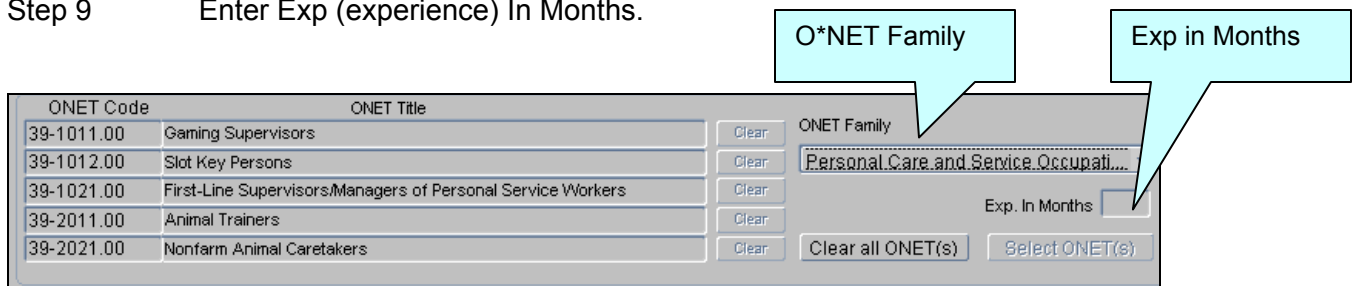 Step 9 Enter Exp (experience) In Months.
O*NET Family
Exp in Months
ONET Code ONET Title
39-1011.00 Gaming Supervisors Clear
39-1012.00 Slot Key Persons Clear
39-1021.00 First-Line Supervisors/Managers of Personal Service Workers Clear
39-2011.00 Animal Trainers Clear
39-2021.00 Nonfarm Animal Caretakers Clear
ONET Family
Personal Care and Service Occupati...
Exp. In Months
Clear all ONET(s) Select ONET(s)